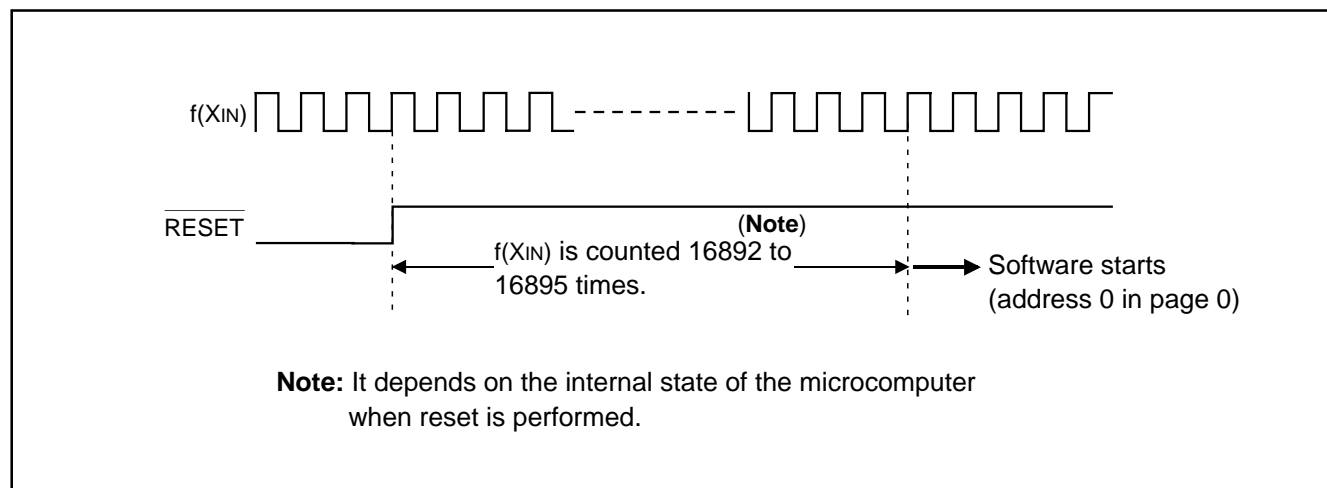 f(XIN)
RESET
(Note)
f(XIN) is counted 16892 to
16895 times.
Software starts
(address 0 in page 0)
Note: It depends on the internal state of the microcomputer
when reset is performed.